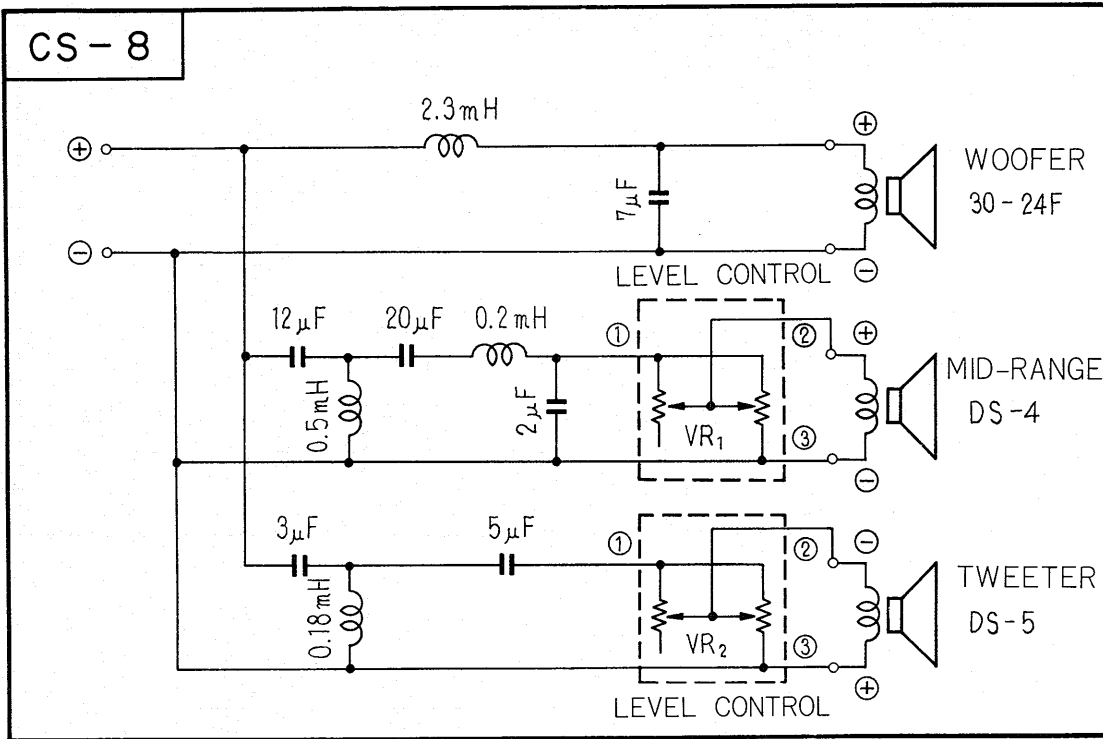 CS-8
2.3mH
⊕
⊕
WOOFER
30-24F
7μF
⊖
⊖
LEVEL CONTROL
12μF
20μF
0.2mH
①
②
⊕
MID-RANGE
DS-4
0.5mH
2μF
VR₁
③
⊖
3μF
5μF
①
②
⊖
TWEETER
DS-5
0.18mH
VR₂
③
⊕
LEVEL CONTROL